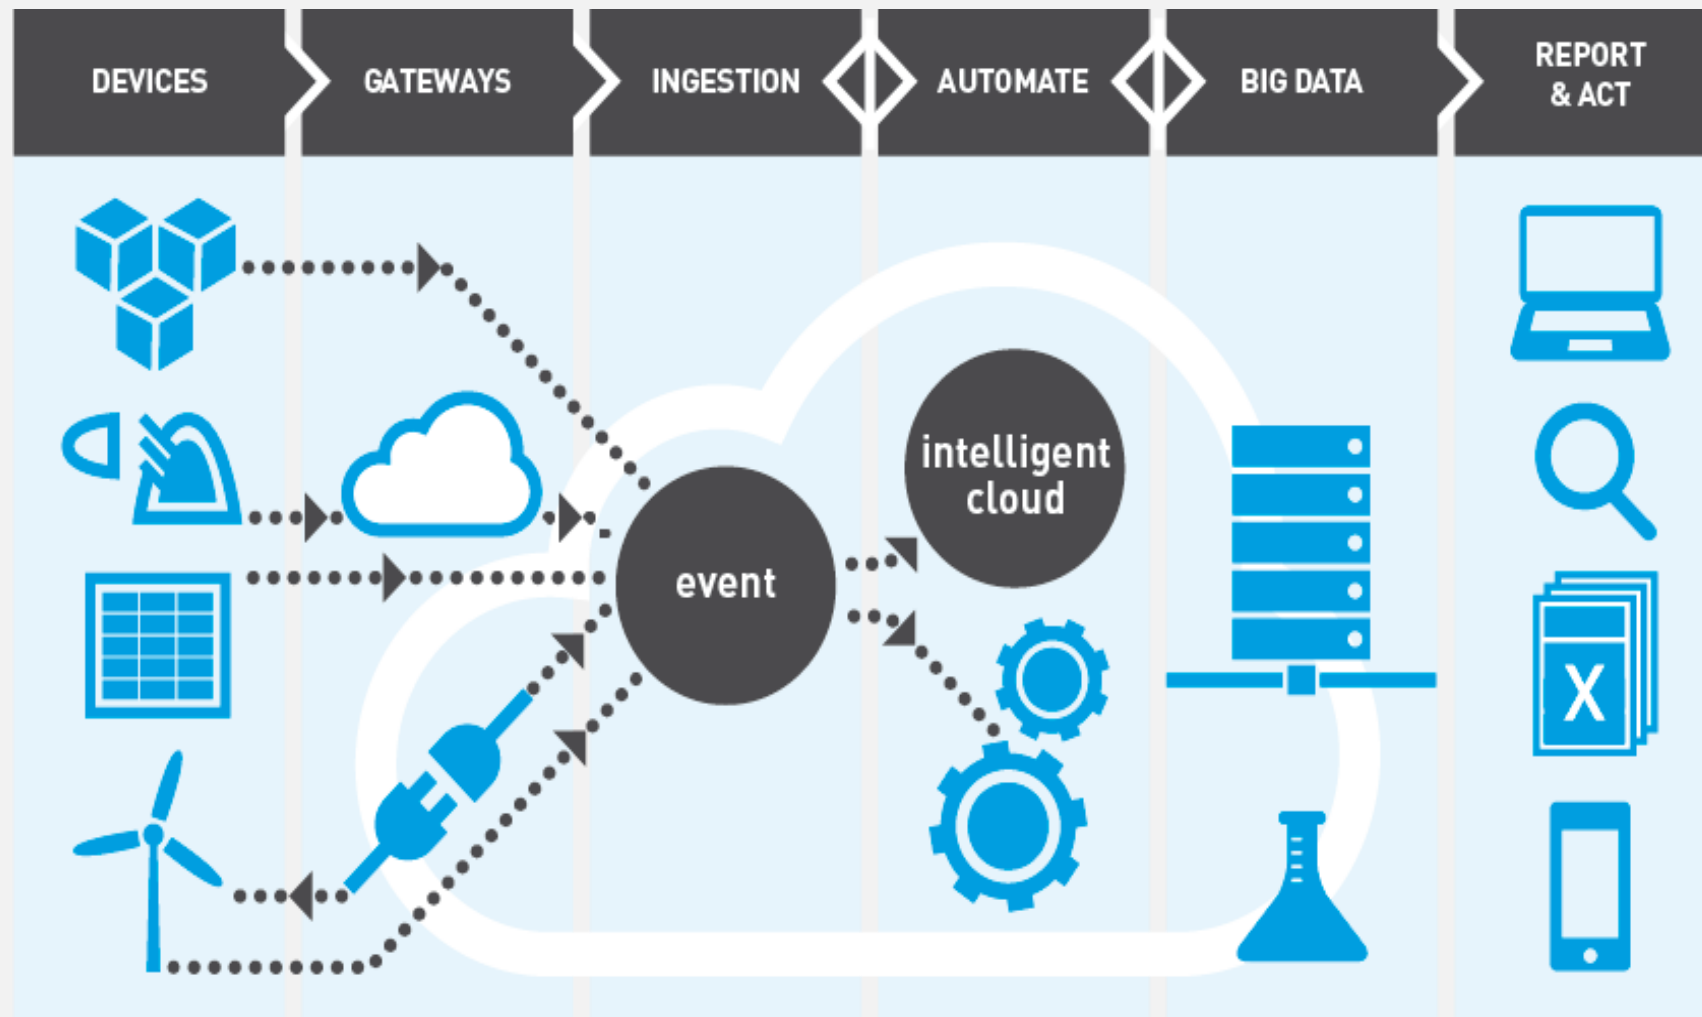 DEVICES
GATEWAYS
INGESTION
AUTOMATE
BIG DATA
REPORT
& ACT
intelligent
cloud
event
X